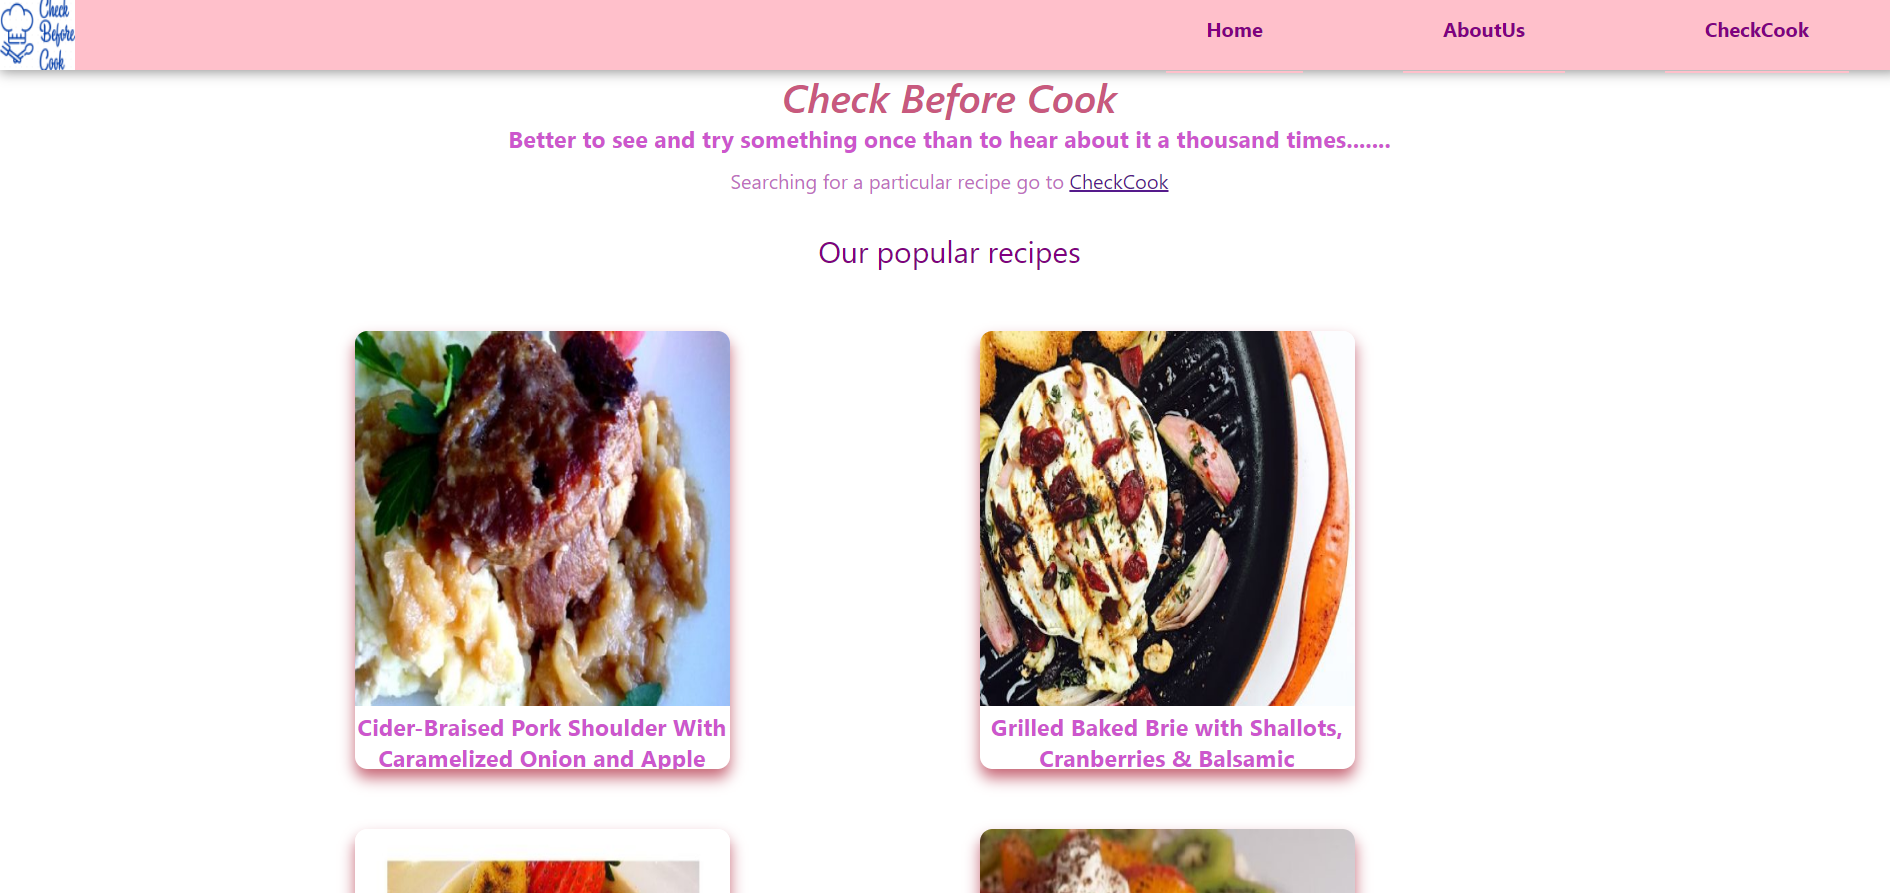 Check
Before
Cook
Home
AboutUs
CheckCook
Check Before Cook
Better to see and try something once than to hear about it a thousand times.......
Searching for a particular recipe go to CheckCook
Our popular recipes
Cider-Braised Pork Shoulder With
Caramelized Onion and Apple
Grilled Baked Brie with Shallots,
Cranberries & Balsamic